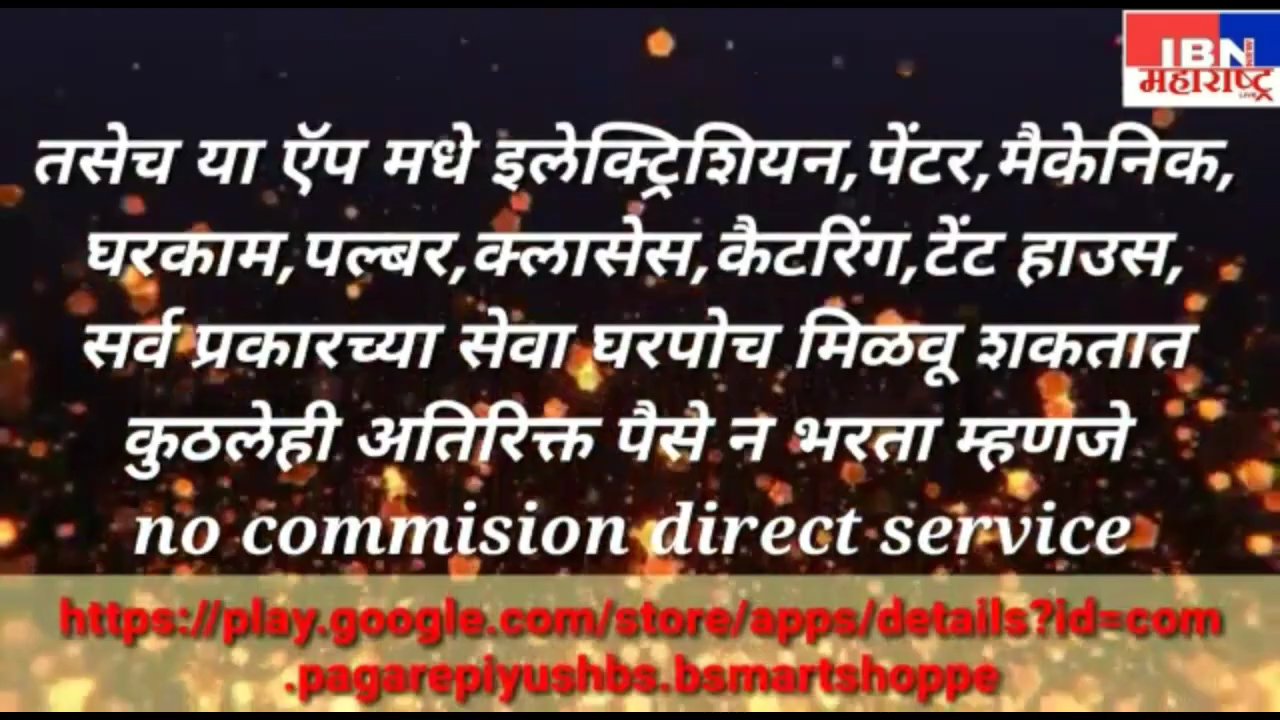 IBN
महाराष्ट्र
LIVE
तसेच या ऍप मधे इलेक्ट्रिशियन,पेंटर,मैकेनिक,
घरकाम,पल्बर,क्लासेस,कैटरिंग,टेंट हाउस,
सर्व प्रकारच्या सेवा घरपोच मिळवू शकतात
कुठलेही अतिरिक्त पैसे न भरता म्हणजे
no commision direct service
https://play.google.com/store/apps/details?id=com
.pagarepiyushbs.bsmartshoppe